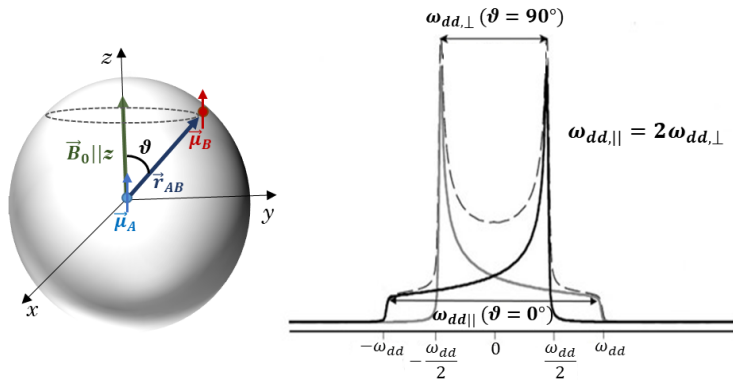 z
B⃗₀||z
ϑ
μ⃗_B
r⃗_AB
μ⃗_A
y
x
ω_dd,⊥ (ϑ = 90°)
ω_dd,|| = 2ω_dd,⊥
ω_dd|| (ϑ = 0°)
−ω_dd −ω_dd/2 0 ω_dd/2 ω_dd